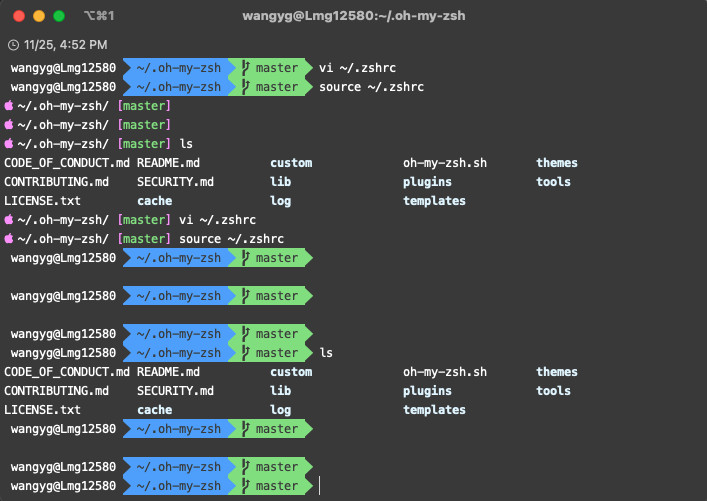 ⌥⌘1 wangyg@Lmg12580:~/.oh-my-zsh
11/25, 4:52 PM
wangyg@Lmg12580 ~/.oh-my-zsh master vi ~/.zshrc
wangyg@Lmg12580 ~/.oh-my-zsh master source ~/.zshrc
~/.oh-my-zsh/ [master]
~/.oh-my-zsh/ [master]
~/.oh-my-zsh/ [master] ls
CODE_OF_CONDUCT.md README.md custom oh-my-zsh.sh themes
CONTRIBUTING.md SECURITY.md lib plugins tools
LICENSE.txt cache log templates
~/.oh-my-zsh/ [master] vi ~/.zshrc
~/.oh-my-zsh/ [master] source ~/.zshrc
wangyg@Lmg12580 ~/.oh-my-zsh master
wangyg@Lmg12580 ~/.oh-my-zsh master
wangyg@Lmg12580 ~/.oh-my-zsh master
wangyg@Lmg12580 ~/.oh-my-zsh master ls
CODE_OF_CONDUCT.md README.md custom oh-my-zsh.sh themes
CONTRIBUTING.md SECURITY.md lib plugins tools
LICENSE.txt cache log templates
wangyg@Lmg12580 ~/.oh-my-zsh master
wangyg@Lmg12580 ~/.oh-my-zsh master
wangyg@Lmg12580 ~/.oh-my-zsh master